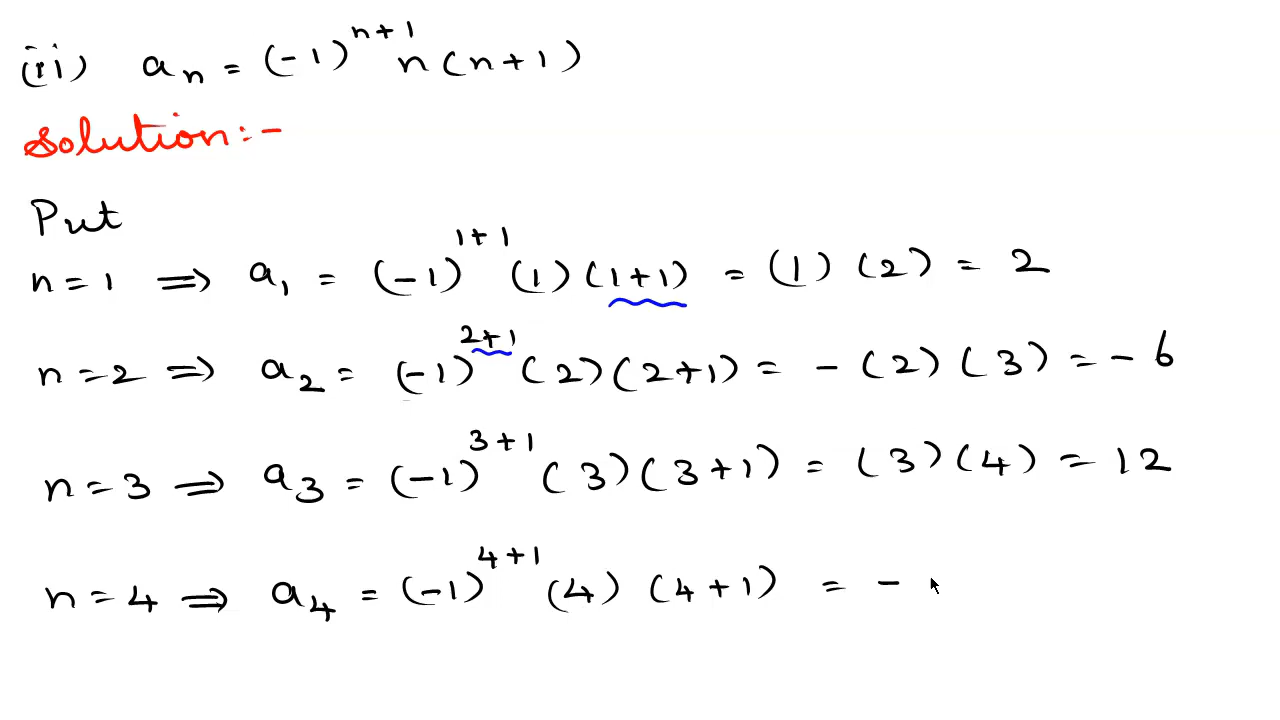 (ii) aₙ = (-1)ⁿ⁺¹ n(n+1)
Solution:-
Put
n=1 ⟹ a₁ = (-1)¹⁺¹ (1)(1+1) = (1)(2) = 2
n=2 ⟹ a₂ = (-1)²⁺¹ (2)(2+1) = -(2)(3) = -6
n=3 ⟹ a₃ = (-1)³⁺¹ (3)(3+1) = (3)(4) = 12
n=4 ⟹ a₄ = (-1)⁴⁺¹ (4)(4+1) = -